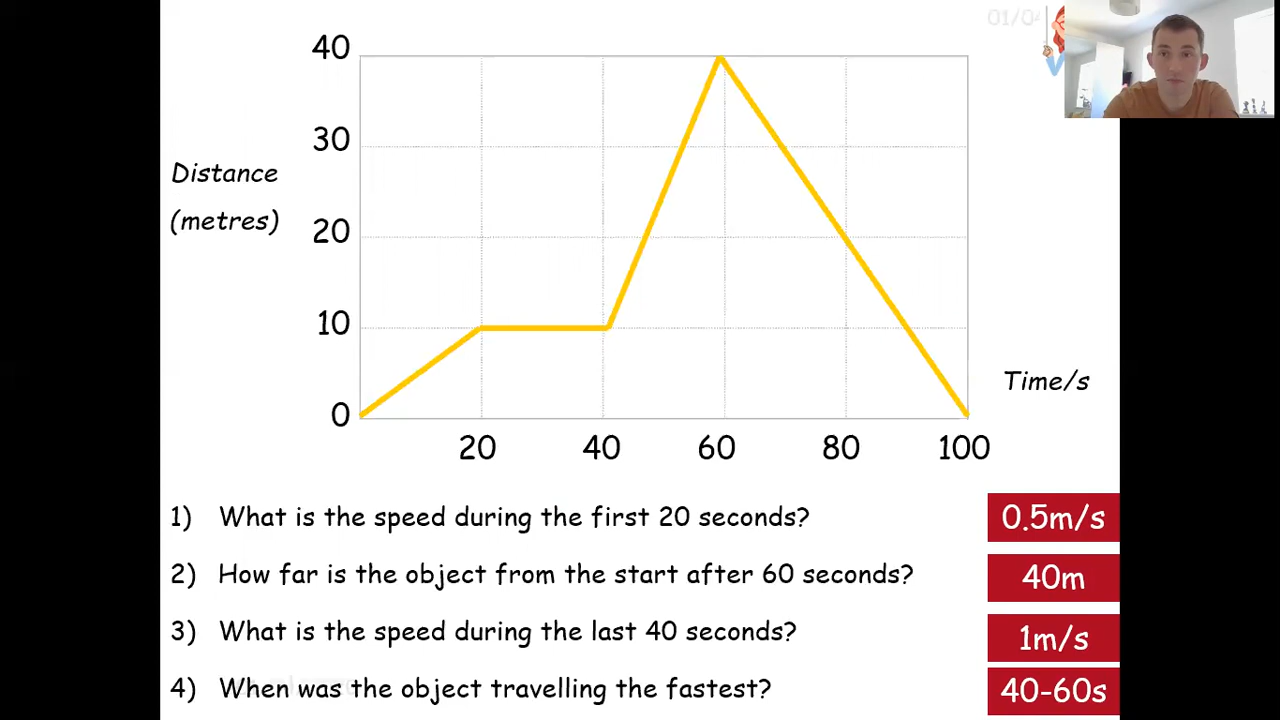 01/04
40
30
Distance
(metres)
20
10
Time/s
0
20 40 60 80 100
1) What is the speed during the first 20 seconds? 0.5m/s
2) How far is the object from the start after 60 seconds? 40m
3) What is the speed during the last 40 seconds? 1m/s
4) When was the object travelling the fastest? 40-60s